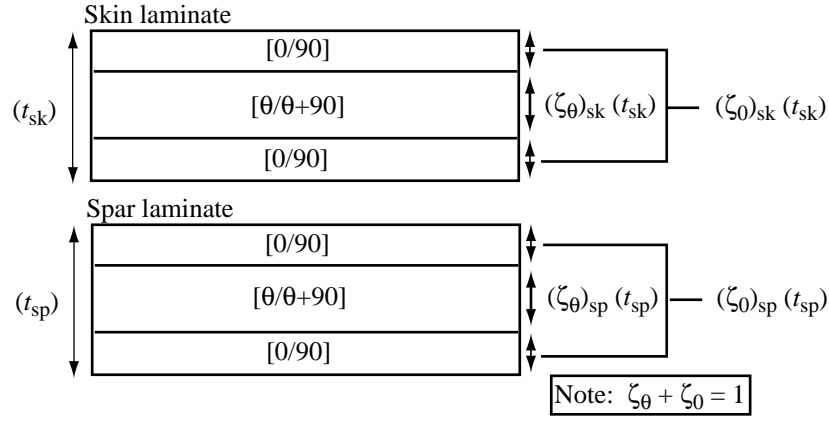 Skin laminate
[0/90]
(t_sk)
[θ/θ+90]
(ζ_θ)_sk (t_sk)
(ζ_0)_sk (t_sk)
[0/90]
Spar laminate
[0/90]
(t_sp)
[θ/θ+90]
(ζ_θ)_sp (t_sp)
(ζ_0)_sp (t_sp)
[0/90]
Note: ζ_θ + ζ_0 = 1